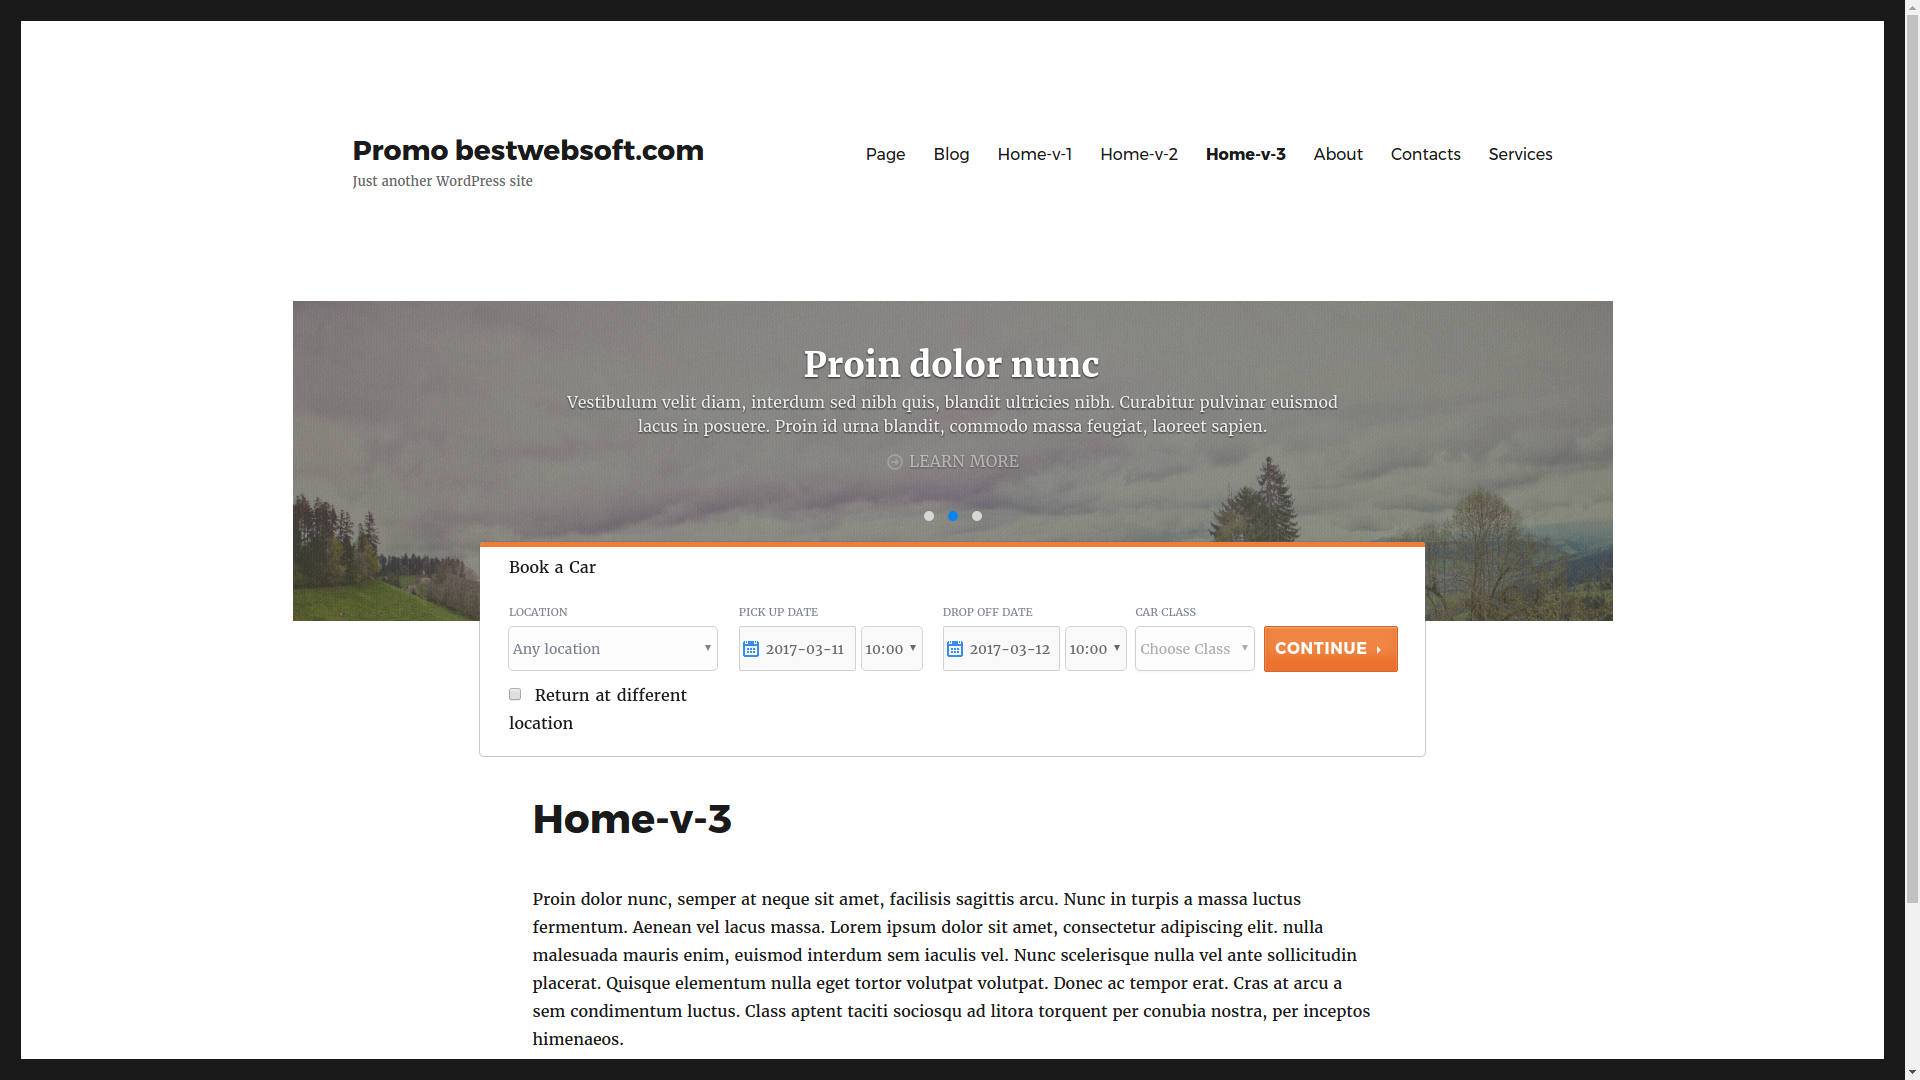 Promo bestwebsoft.com
Just another WordPress site
Page Blog Home-v-1 Home-v-2 Home-v-3 About Contacts Services
Proin dolor nunc
Vestibulum velit diam, interdum sed nibh quis, blandit ultricies nibh. Curabitur pulvinar euismod
lacus in posuere. Proin id urna blandit, commodo massa feugiat, laoreet sapien.
LEARN MORE
Book a Car
LOCATION PICK UP DATE DROP OFF DATE CAR CLASS
Any location 2017-03-11 10:00 2017-03-12 10:00 Choose Class CONTINUE
Return at different
location
Home-v-3
Proin dolor nunc, semper at neque sit amet, facilisis sagittis arcu. Nunc in turpis a massa luctus
fermentum. Aenean vel lacus massa. Lorem ipsum dolor sit amet, consectetur adipiscing elit. nulla
malesuada mauris enim, euismod interdum sem iaculis vel. Nunc scelerisque nulla vel ante sollicitudin
placerat. Quisque elementum nulla eget tortor volutpat volutpat. Donec ac tempor erat. Cras at arcu a
sem condimentum luctus. Class aptent taciti sociosqu ad litora torquent per conubia nostra, per inceptos
himenaeos.